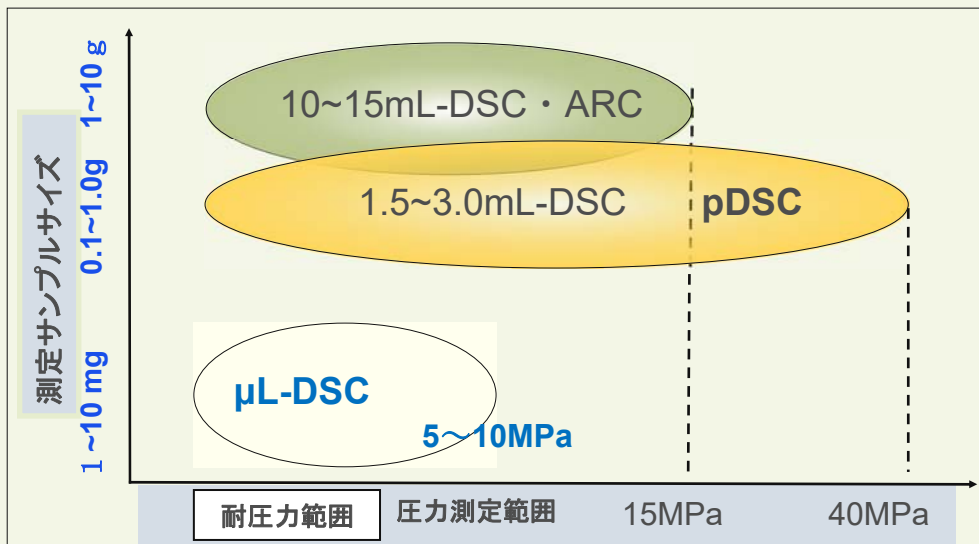 測定サンプルサイズ
1~10 g
0.1~1.0g
1 ~10 mg
10~15mL-DSC・ARC
1.5~3.0mL-DSC pDSC
µL-DSC
5～10MPa
耐圧力範囲 圧力測定範囲 15MPa 40MPa